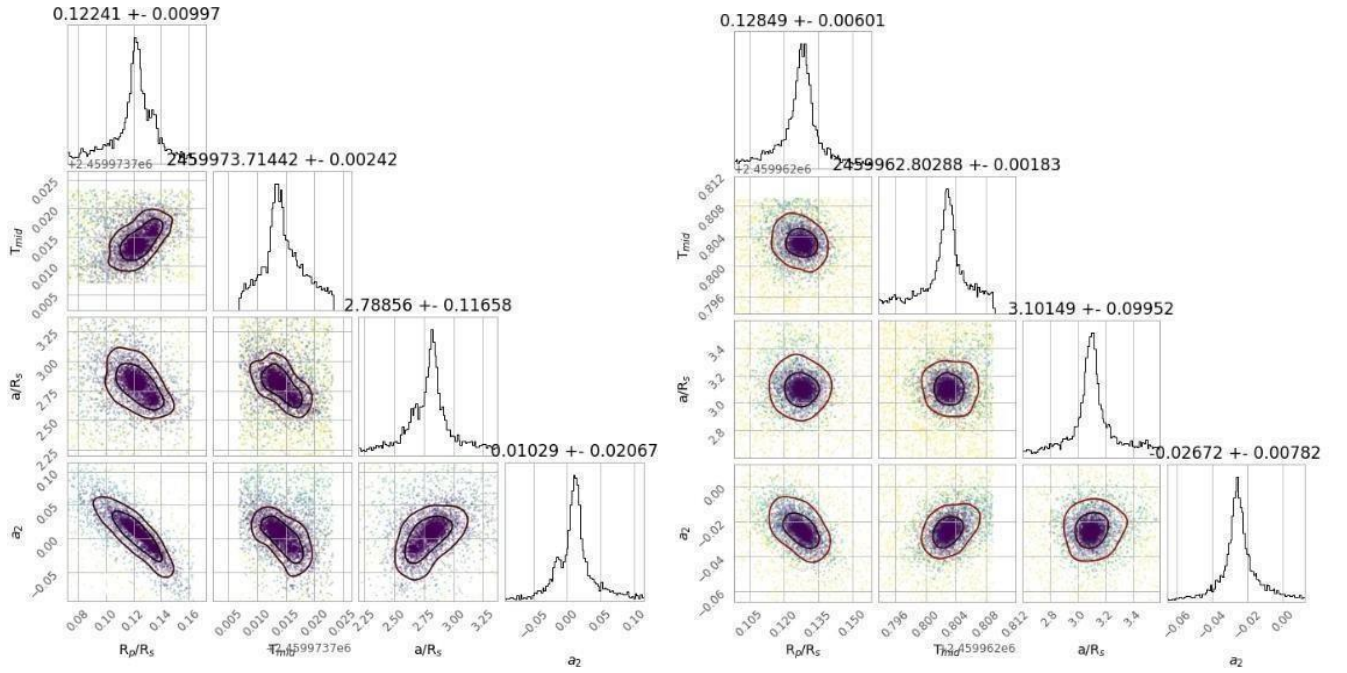 0.12241 +- 0.00997
+2.4599737e6
2459973.71442 +- 0.00242
T_mid
0.025
0.020
0.015
0.010
0.005
2.78856 +- 0.11658
a/R_s
3.25
3.00
2.75
2.50
2.25
0.01029 +- 0.02067
a_2
0.10
0.05
0.00
−0.05
0.08
0.10
0.12
0.14
0.16
R_p/R_s
0.005
0.010
0.015
0.020
0.025
T_mid
+2.4599737e6
2.25
2.50
2.75
3.00
3.25
a/R_s
−0.05
0.00
0.05
0.10
a_2
0.12849 +- 0.00601
+2.459962e6
2459962.80288 +- 0.00183
T_mid
0.812
0.808
0.804
0.800
0.796
3.10149 +- 0.09952
a/R_s
3.4
3.2
3.0
2.8
-0.02672 +- 0.00782
a_2
0.00
−0.02
−0.04
−0.06
0.105
0.120
0.135
0.150
R_p/R_s
0.796
0.800
0.804
0.808
0.812
T_mid
+2.459962e6
2.8
3.0
3.2
3.4
a/R_s
−0.06
−0.04
−0.02
0.00
a_2